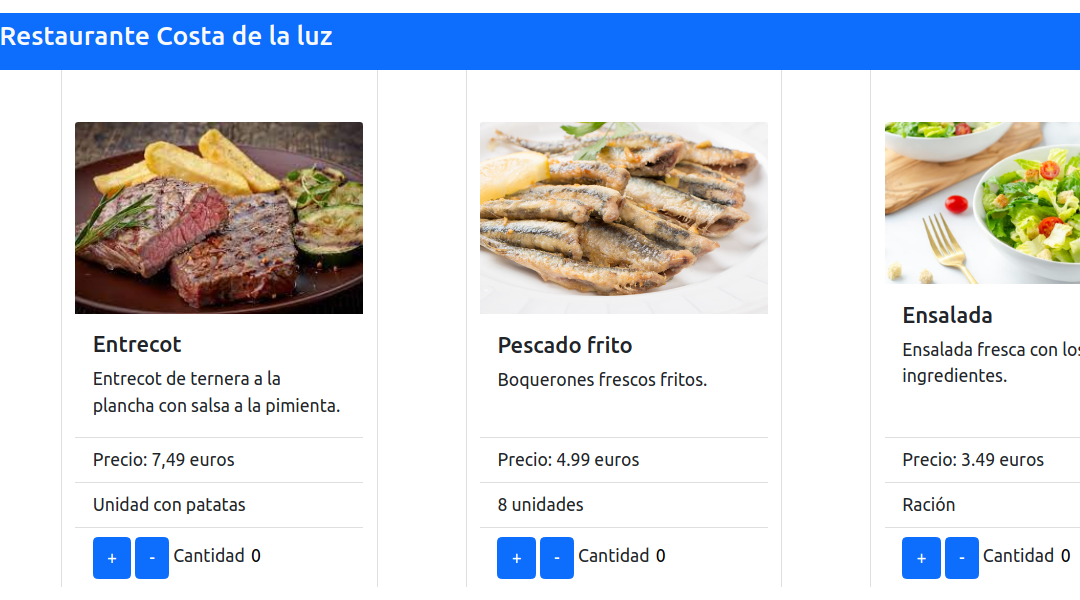 Restaurante Costa de la luz
Entrecot
Entrecot de ternera a la
plancha con salsa a la pimienta.
Precio: 7,49 euros
Unidad con patatas
+ - Cantidad 0
Pescado frito
Boquerones frescos fritos.
Precio: 4.99 euros
8 unidades
+ - Cantidad 0
Ensalada
Ensalada fresca con
ingredientes.
Precio: 3.49 euros
Ración
+ - Cantidad 0